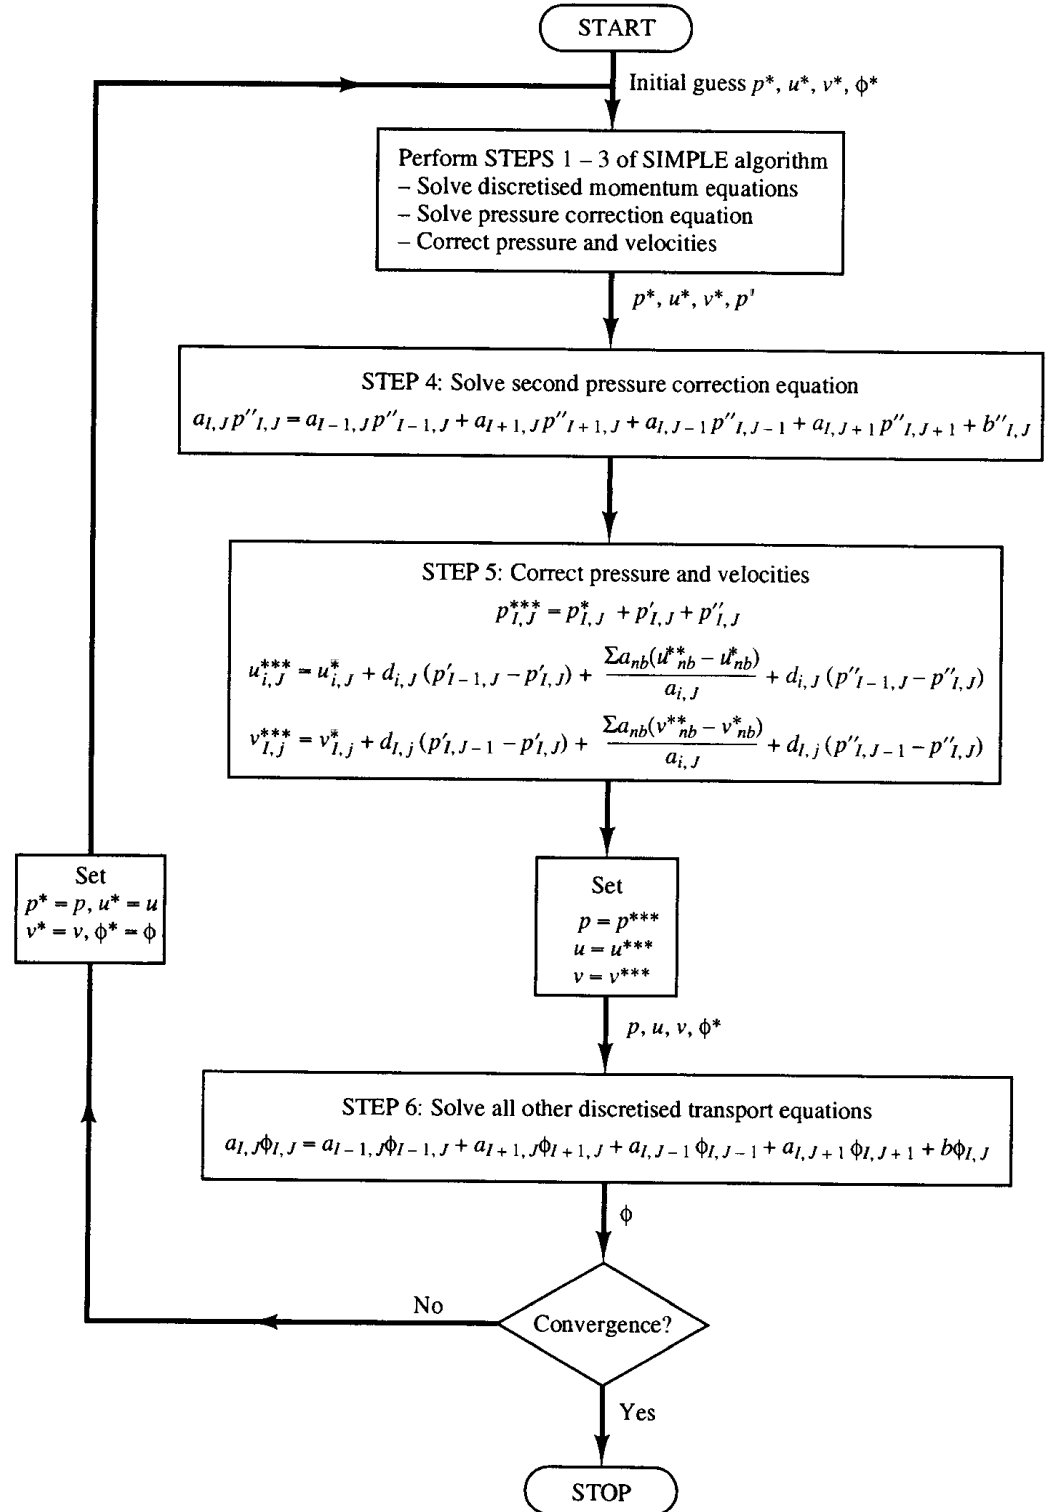 START
Initial guess p*, u*, v*, ϕ*
Perform STEPS 1 – 3 of SIMPLE algorithm
– Solve discretised momentum equations
– Solve pressure correction equation
– Correct pressure and velocities
p*, u*, v*, p'
STEP 4: Solve second pressure correction equation
a_{I,J} p''_{I,J} = a_{I–1,J} p''_{I–1,J} + a_{I+1,J} p''_{I+1,J} + a_{I,J–1} p''_{I,J–1} + a_{I,J+1} p''_{I,J+1} + b''_{I,J}
STEP 5: Correct pressure and velocities
p***_{I,J} = p*_{I,J} + p'_{I,J} + p''_{I,J}
u***_{i,J} = u*_{i,J} + d_{i,J} (p'_{I–1,J} – p'_{I,J}) + Σa_{nb}(u**_{nb} – u*_{nb}) / a_{i,J} + d_{i,J} (p''_{I–1,J} – p''_{I,J})
v***_{I,j} = v*_{I,j} + d_{I,j} (p'_{I,J–1} – p'_{I,J}) + Σa_{nb}(v**_{nb} – v*_{nb}) / a_{i,J} + d_{I,j} (p''_{I,J–1} – p''_{I,J})
Set
p* = p, u* = u
v* = v, ϕ* = ϕ
Set
p = p***
u = u***
v = v***
p, u, v, ϕ*
STEP 6: Solve all other discretised transport equations
a_{I,J} ϕ_{I,J} = a_{I–1,J} ϕ_{I–1,J} + a_{I+1,J} ϕ_{I+1,J} + a_{I,J–1} ϕ_{I,J–1} + a_{I,J+1} ϕ_{I,J+1} + bϕ_{I,J}
ϕ
No
Convergence?
Yes
STOP